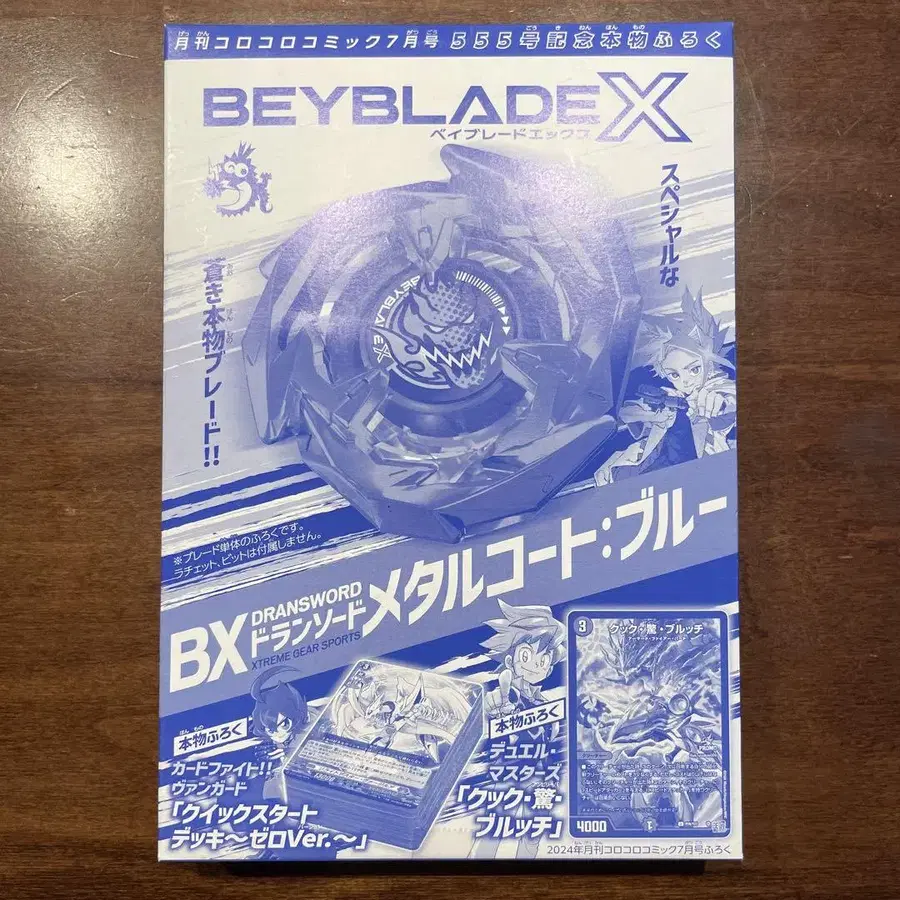 月刊コロコロコミック7月号 555号記念本物ふろく
BEYBLADE X
ベイブレードエックス
スペシャルな
蒼き本物ブレード!!
BEYBLADE X
※ブレード単体のふろくです。
ラチェット、ビットは付属しません。
BX
DRANSWORD
ドランソード
XTREME GEAR SPORTS
メタルコート:ブルー
本物ふろく
カードファイト!!
ヴァンガード
「クイックスタート
デッキ〜ゼロVer.〜」
本物ふろく
デュエル・
マスターズ
「クック・驚・
ブルッチ」
3
クック・驚・ブルッチ
4000
2024年月刊コロコロコミック7月号ふろく